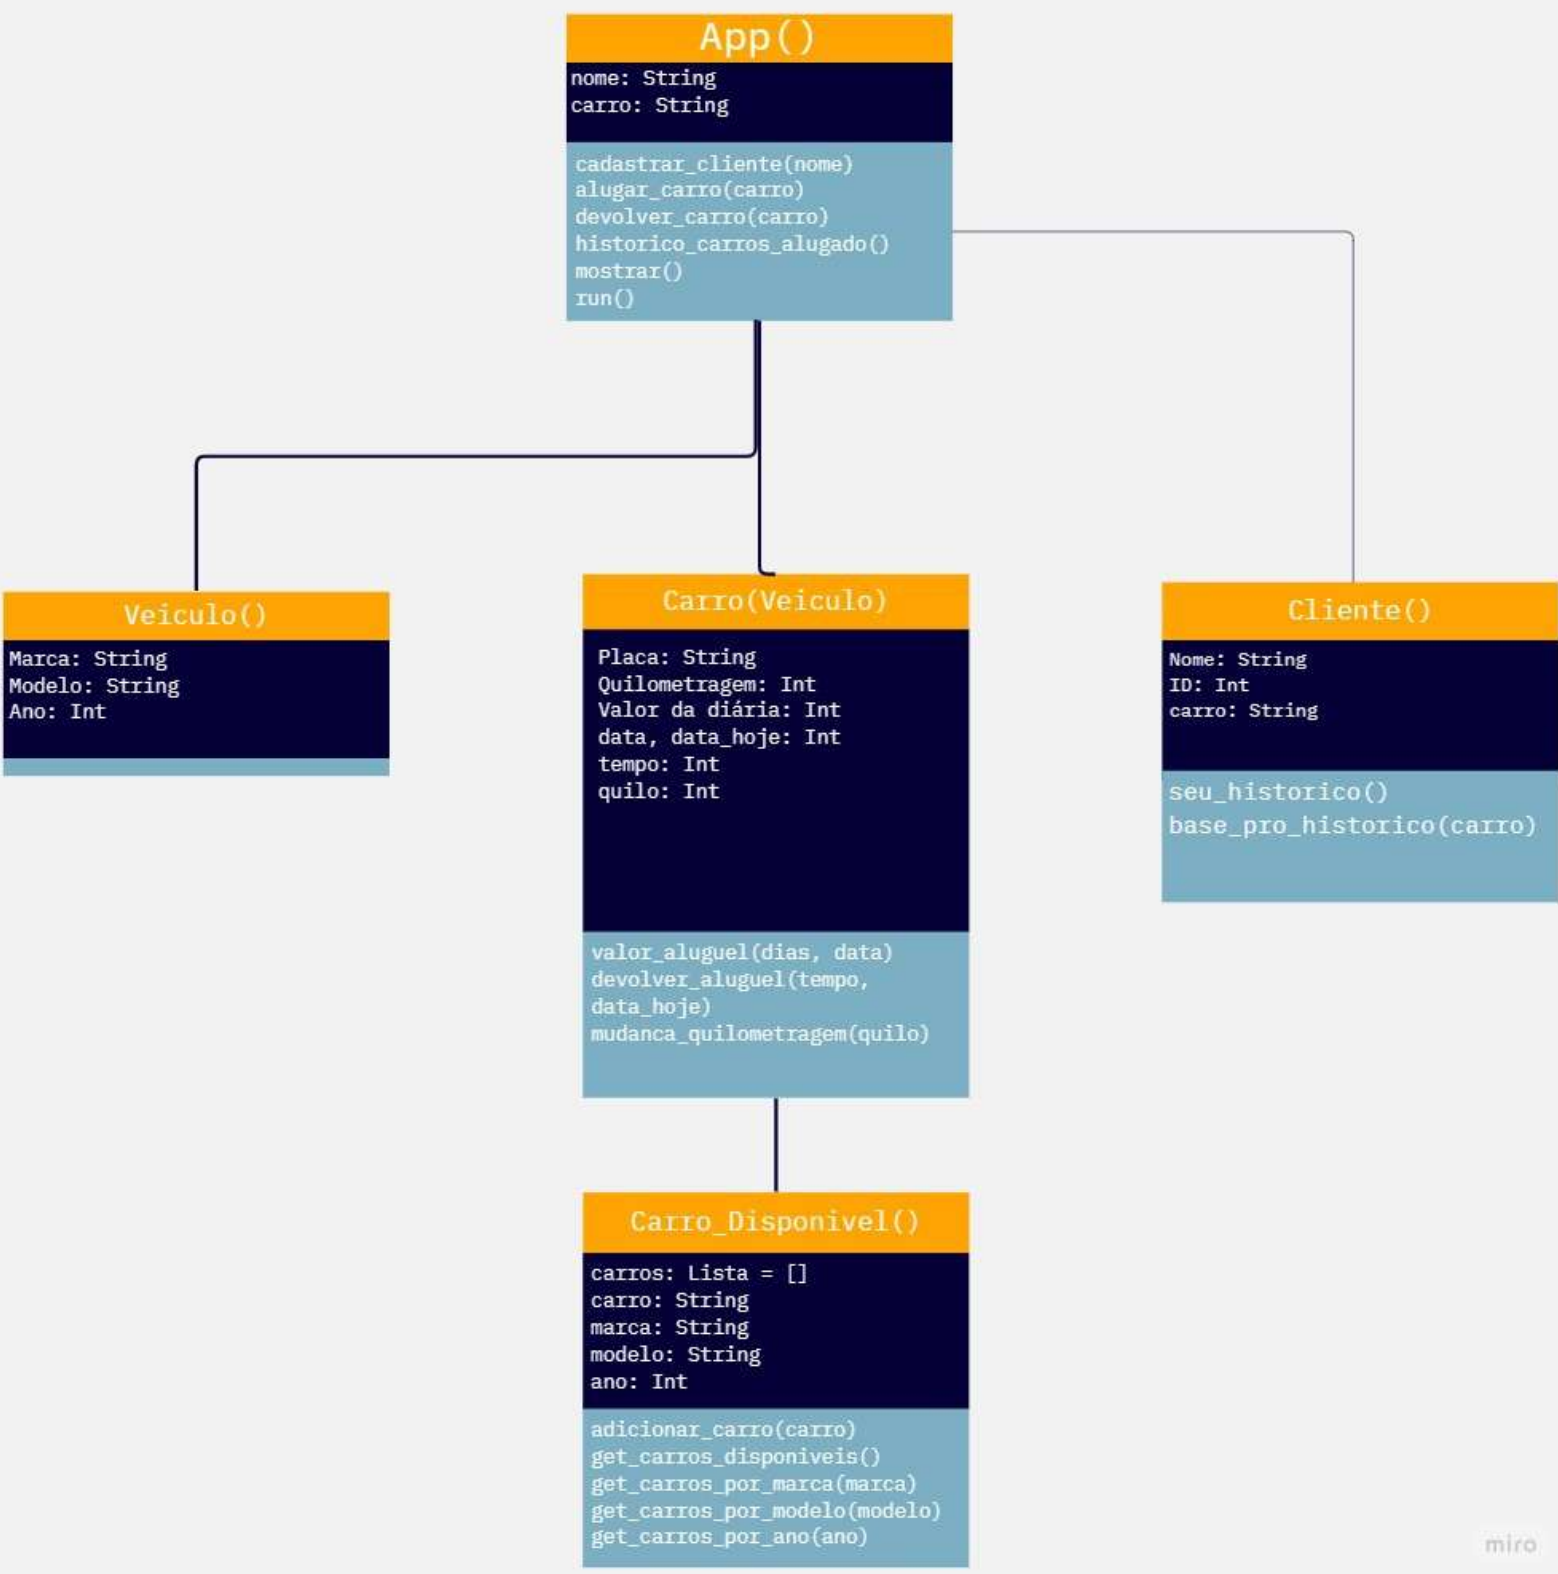 App()
nome: String
carro: String
cadastrar_cliente(nome)
alugar_carro(carro)
devolver_carro(carro)
historico_carros_alugado()
mostrar()
run()
Veiculo()
Marca: String
Modelo: String
Ano: Int
Carro(Veiculo)
Placa: String
Quilometragem: Int
Valor da diária: Int
data, data_hoje: Int
tempo: Int
quilo: Int
valor_aluguel(dias, data)
devolver_aluguel(tempo,
data_hoje)
mudanca_quilometragem(quilo)
Cliente()
Nome: String
ID: Int
carro: String
seu_historico()
base_pro_historico(carro)
Carro_Disponivel()
carros: Lista = []
carro: String
marca: String
modelo: String
ano: Int
adicionar_carro(carro)
get_carros_disponiveis()
get_carros_por_marca(marca)
get_carros_por_modelo(modelo)
get_carros_por_ano(ano)
miro